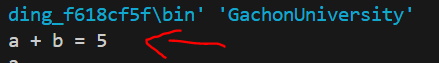 ding_f618cf5f\bin' 'GachonUniversity'
a + b = 5